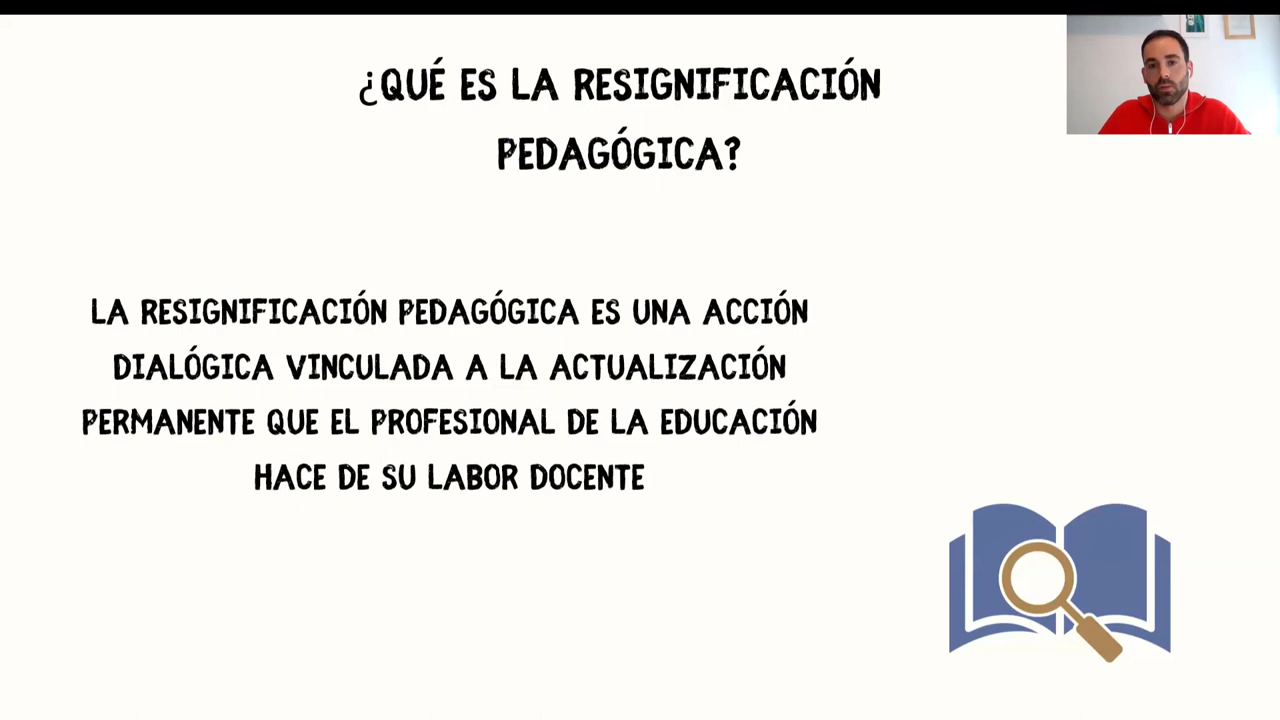 ¿QUÉ ES LA RESIGNIFICACIÓN
PEDAGÓGICA?
LA RESIGNIFICACIÓN PEDAGÓGICA ES UNA ACCIÓN
DIALÓGICA VINCULADA A LA ACTUALIZACIÓN
PERMANENTE QUE EL PROFESIONAL DE LA EDUCACIÓN
HACE DE SU LABOR DOCENTE